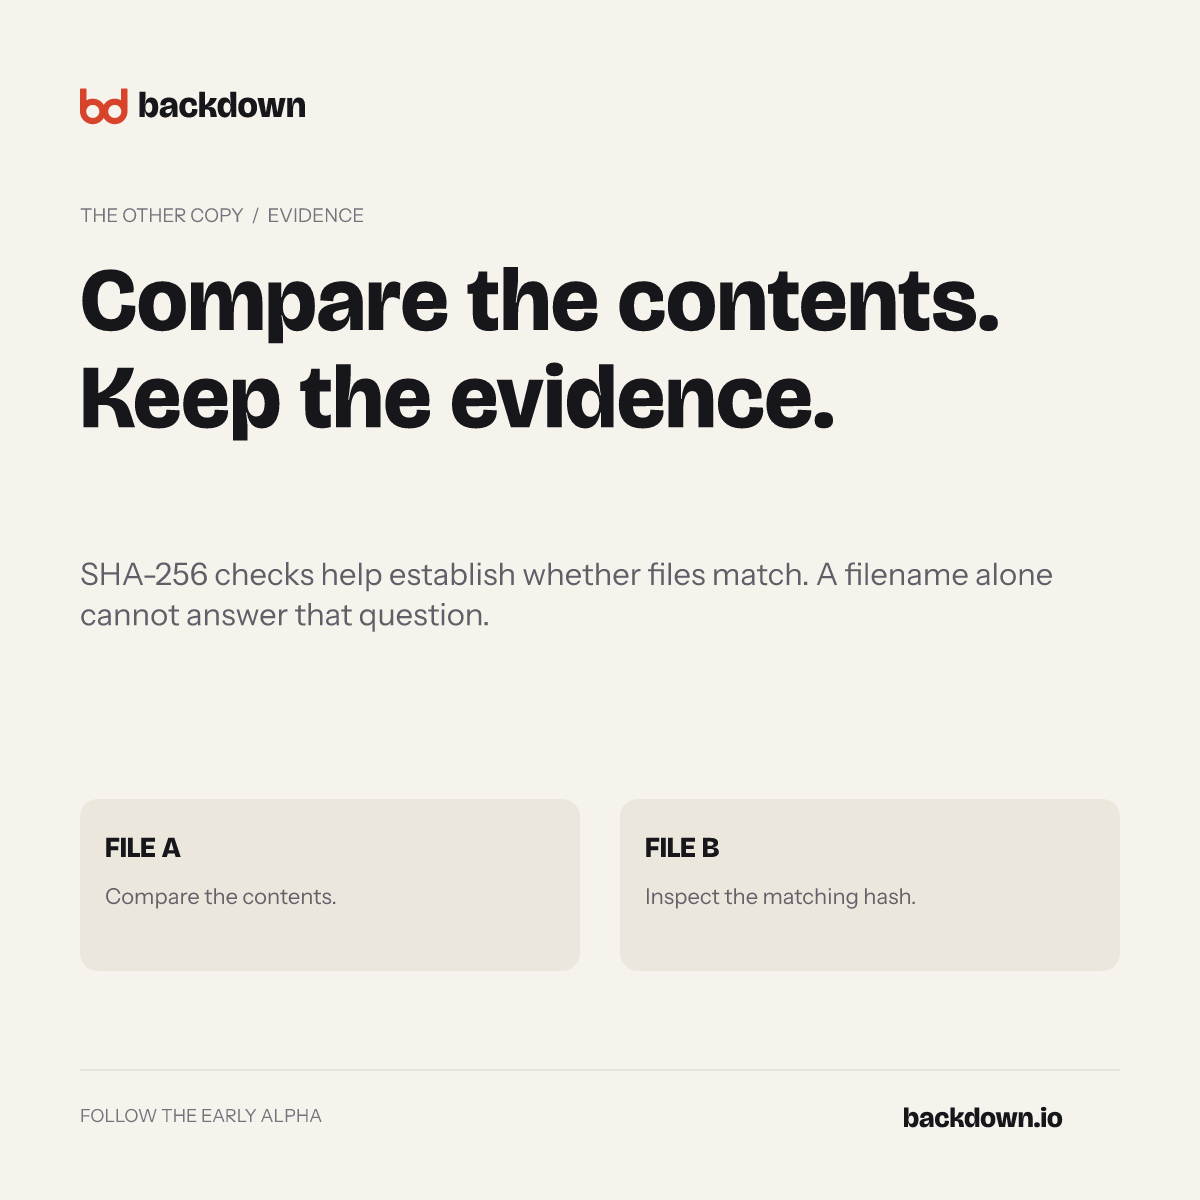 bd backdown
THE OTHER COPY / EVIDENCE
Compare the contents.
Keep the evidence.
SHA-256 checks help establish whether files match. A filename alone
cannot answer that question.
FILE A
Compare the contents.
FILE B
Inspect the matching hash.
FOLLOW THE EARLY ALPHA
backdown.io